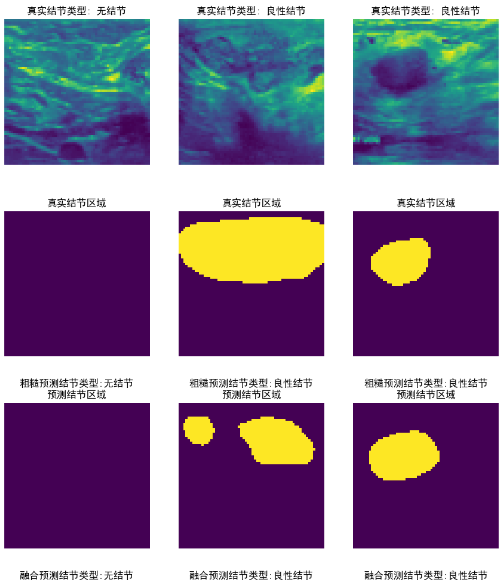 真实结节类型: 无结节
真实结节类型: 良性结节
真实结节类型: 良性结节
真实结节区域
真实结节区域
真实结节区域
粗糙预测结节类型:无结节
预测结节区域
粗糙预测结节类型:良性结节
预测结节区域
粗糙预测结节类型:良性结节
预测结节区域
融合预测结节类型:无结节
融合预测结节类型:良性结节
融合预测结节类型:良性结节